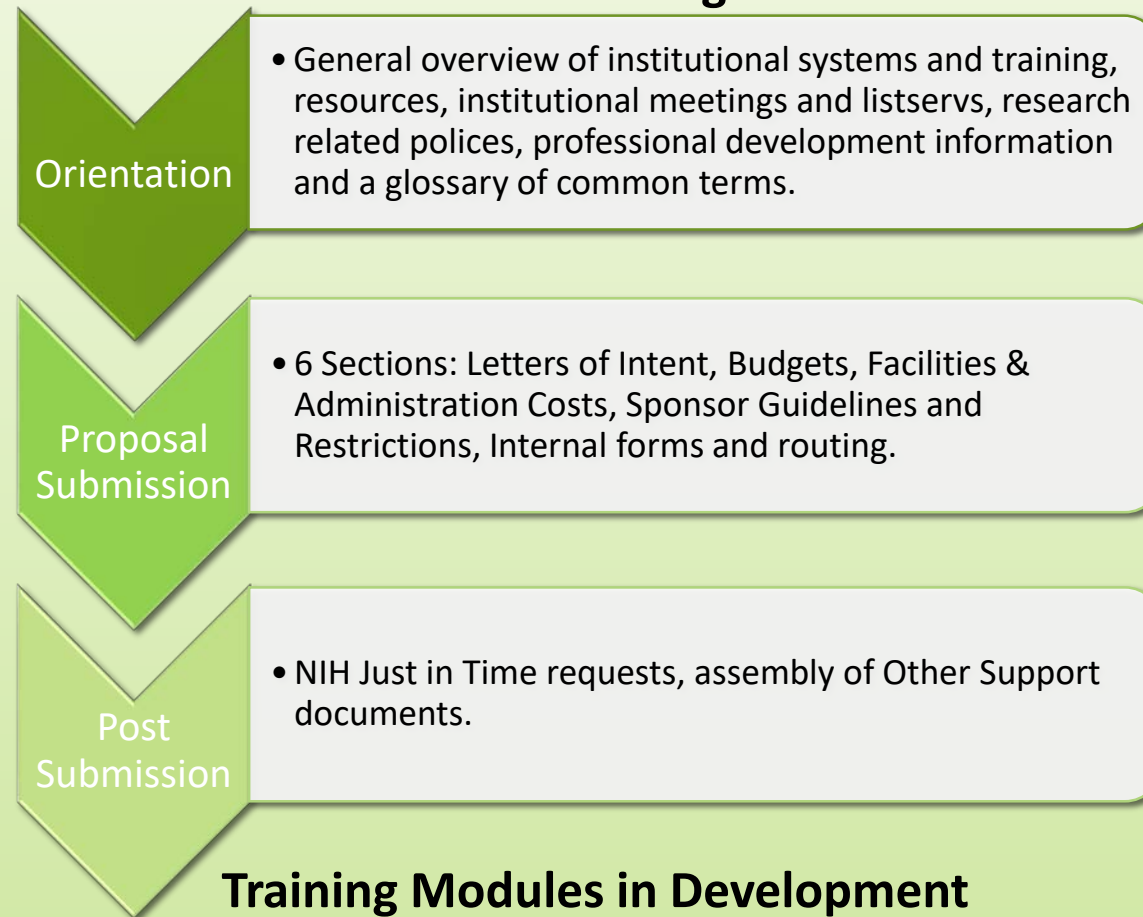 Orientation
• General overview of institutional systems and training,
resources, institutional meetings and listservs, research
related polices, professional development information
and a glossary of common terms.
Proposal
Submission
• 6 Sections: Letters of Intent, Budgets, Facilities &
Administration Costs, Sponsor Guidelines and
Restrictions, Internal forms and routing.
Post
Submission
• NIH Just in Time requests, assembly of Other Support
documents.
Training Modules in Development